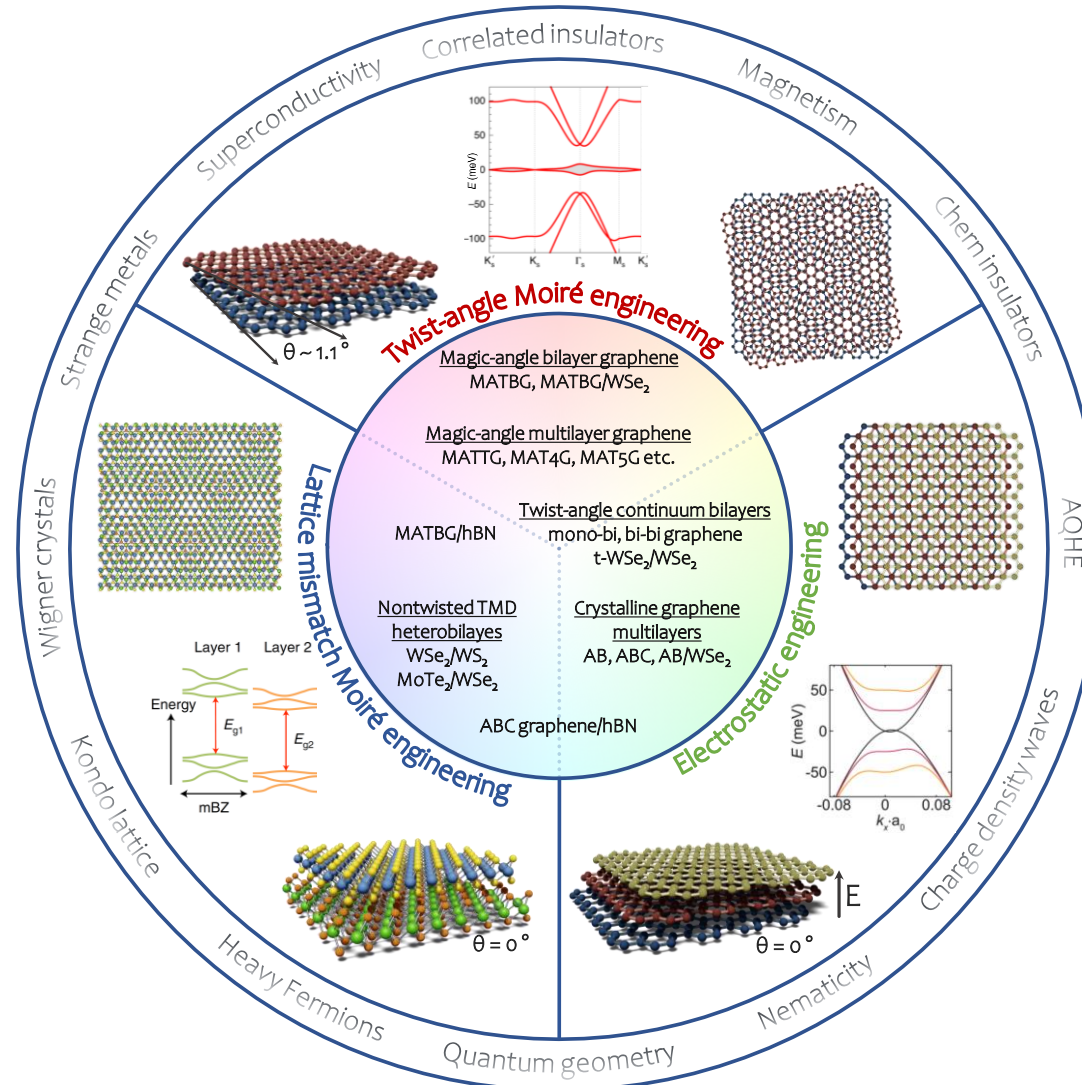 Correlated insulators
Superconductivity
Magnetism
Strange metals
Chern insulators
Wigner crystals
AQHE
Kondo lattice
Charge density waves
Heavy Fermions
Nematicity
Quantum geometry
Twist-angle Moiré engineering
Lattice mismatch Moiré engineering
Electrostatic engineering
100
50
0
−50
−100
E (meV)
K's Ks Γs Ms K's
θ ~ 1.1°
Magic-angle bilayer graphene
MATBG, MATBG/WSe₂
Magic-angle multilayer graphene
MATTG, MAT4G, MAT5G etc.
MATBG/hBN
Twist-angle continuum bilayers
mono-bi, bi-bi graphene
t-WSe₂/WSe₂
Nontwisted TMD
heterobilayes
WSe₂/WS₂
MoTe₂/WSe₂
Crystalline graphene
multilayers
AB, ABC, AB/WSe₂
ABC graphene/hBN
Layer 1 Layer 2
Energy
Eg1
Eg2
mBZ
50
0
-50
E (meV)
-0.08 0 0.08
kₓ·a₀
θ = 0°
E
θ = 0°